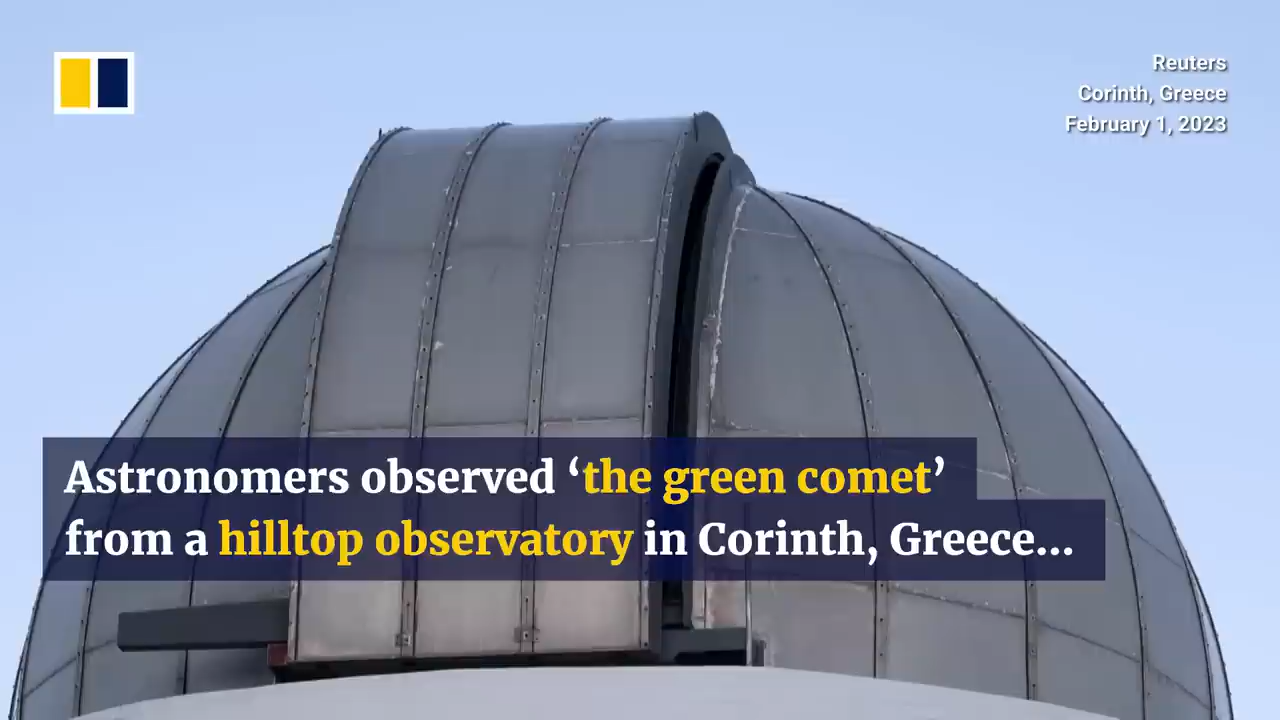 Reuters
Corinth, Greece
February 1, 2023
Astronomers observed ‘the green comet’
from a hilltop observatory in Corinth, Greece...